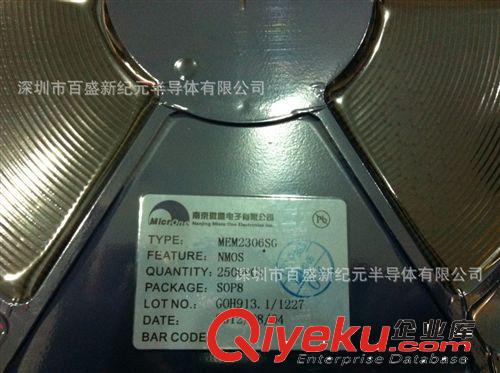 深圳市百盛新纪元半导体有限公司
MicrOne
南京微盟电子有限公司
Nanjing Micro One Electronics Inc.
Pb
TYPE: MEM2306SG
FEATURE: NMOS
QUANTITY:
深圳市百盛新纪元半导体有限公司
PACKAGE: SOP8
LOT NO.: GOH913.1/1227
DATE:
BAR CODE
Qiyeku.com 企业库
Enterprise Database